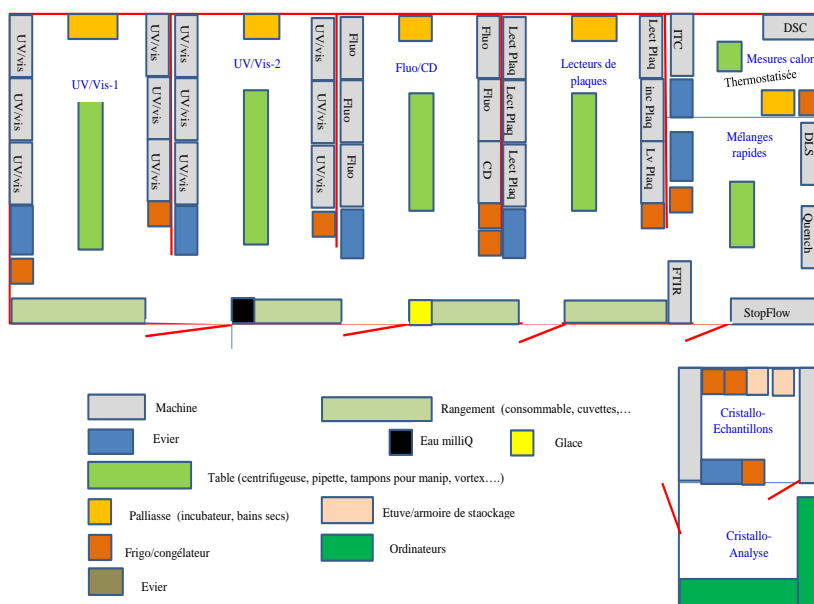 UV/vis
UV/vis
UV/vis
UV/Vis-1
UV/vis
UV/vis
UV/vis
UV/vis
UV/vis
UV/vis
UV/Vis-2
UV/vis
UV/vis
UV/vis
Fluo
Fluo
Fluo
Fluo/CD
Fluo
Fluo
CD
Lect Plaq
Lect Plaq
Lect Plaq
Lecteurs de
plaques
Lect Plaq
inc Plaq
Lv Plaq
ITC
DSC
Mesures calor
Thermostatisée
Mélanges
rapides
DLS
Quench
FTIR
StopFlow
Machine
Evier
Rangement (consommable, cuvettes,…
Eau milliQ
Glace
Table (centrifugeuse, pipette, tampons pour manip, vortex….)
Palliasse (incubateur, bains secs)
Etuve/armoire de staockage
Frigo/congélateur
Ordinateurs
Evier
Cristallo-
Echantillons
Cristallo-
Analyse